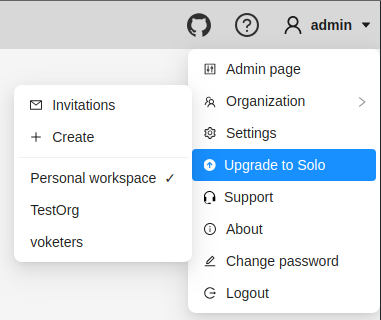 admin
Admin page
Organization
Settings
Upgrade to Solo
Support
About
Change password
Logout
Invitations
Create
Personal workspace ✓
TestOrg
voketers